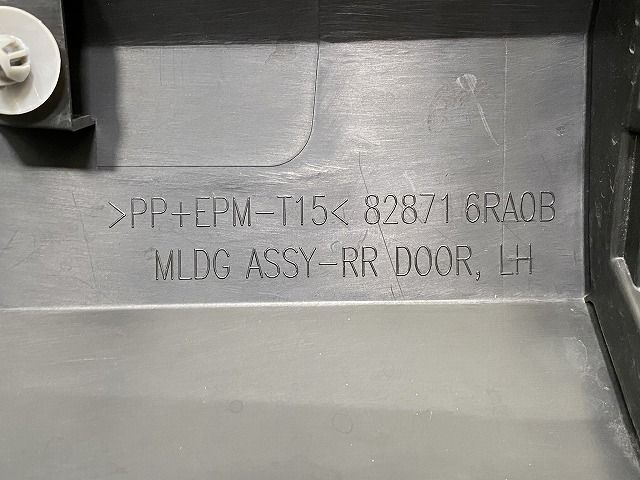 >PP+EPM-T15< 82871 6RA0B
MLDG ASSY-RR DOOR, LH